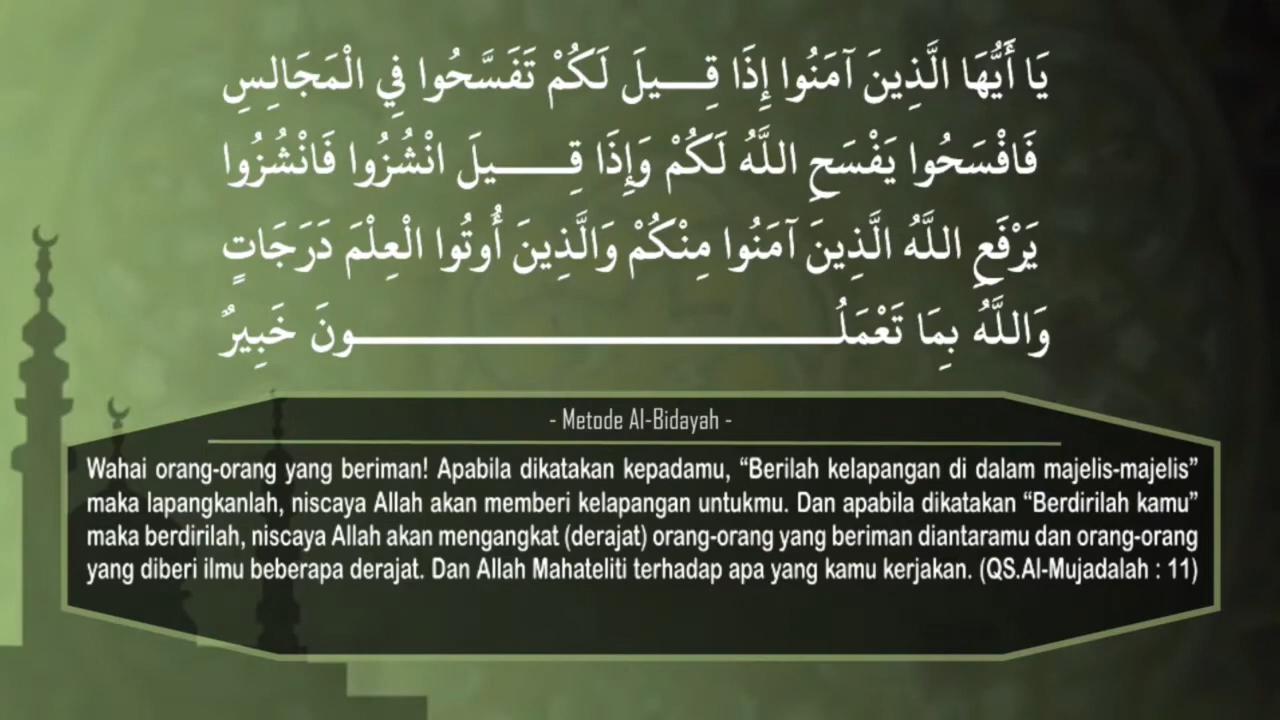 يَا أَيُّهَا الَّذِينَ آمَنُوا إِذَا قِـــيلَ لَكُمْ تَفَسَّحُوا فِي الْمَجَالِسِ
فَافْسَحُوا يَفْسَحِ اللَّهُ لَكُمْ وَإِذَا قِـــــيلَ انْشُزُوا فَانْشُزُوا
يَرْفَعِ اللَّهُ الَّذِينَ آمَنُوا مِنْكُمْ وَالَّذِينَ أُوتُوا الْعِلْمَ دَرَجَاتٍ
وَاللَّهُ بِمَا تَعْمَلُـــــــــــــــــــــــــــــونَ خَبِيرٌ
- Metode Al-Bidayah -
Wahai orang-orang yang beriman! Apabila dikatakan kepadamu, “Berilah kelapangan di dalam majelis-majelis”
maka lapangkanlah, niscaya Allah akan memberi kelapangan untukmu. Dan apabila dikatakan “Berdirilah kamu”
maka berdirilah, niscaya Allah akan mengangkat (derajat) orang-orang yang beriman diantaramu dan orang-orang
yang diberi ilmu beberapa derajat. Dan Allah Mahateliti terhadap apa yang kamu kerjakan. (QS.Al-Mujadalah : 11)